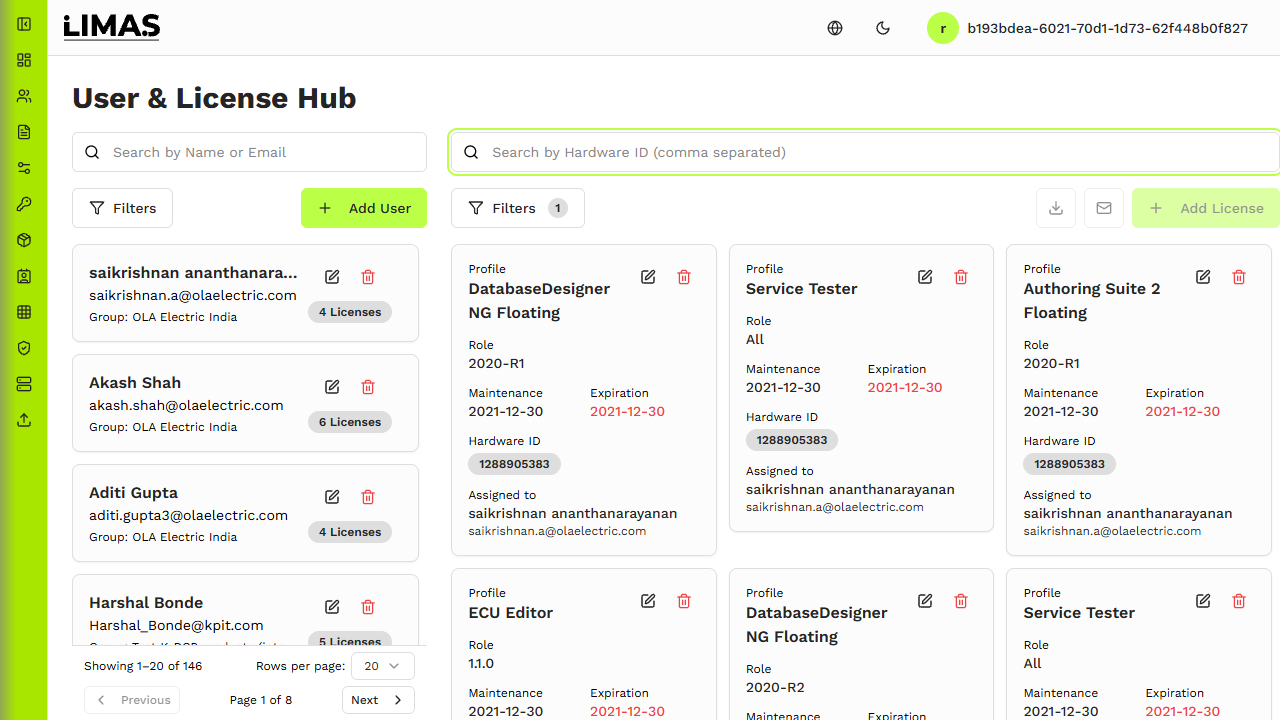 LIMAS
r
b193bdea-6021-70d1-1d73-62f448b0f827
User & License Hub
Search by Name or Email
Search by Hardware ID (comma separated)
Filters
Add User
Filters
1
Add License
saikrishnan ananthanara...
saikrishnan.a@olaelectric.com
Group: OLA Electric India
4 Licenses
Akash Shah
akash.shah@olaelectric.com
Group: OLA Electric India
6 Licenses
Aditi Gupta
aditi.gupta3@olaelectric.com
Group: OLA Electric India
4 Licenses
Harshal Bonde
Harshal_Bonde@kpit.com
5 Licenses
Showing 1–20 of 146
Rows per page:
20
Previous
Page 1 of 8
Next
Profile
DatabaseDesigner
NG Floating
Role
2020-R1
Maintenance
2021-12-30
Expiration
2021-12-30
Hardware ID
1288905383
Assigned to
saikrishnan ananthanarayanan
saikrishnan.a@olaelectric.com
Profile
Service Tester
Role
All
Maintenance
2021-12-30
Expiration
2021-12-30
Hardware ID
1288905383
Assigned to
saikrishnan ananthanarayanan
saikrishnan.a@olaelectric.com
Profile
Authoring Suite 2
Floating
Role
2020-R1
Maintenance
2021-12-30
Expiration
2021-12-30
Hardware ID
1288905383
Assigned to
saikrishnan ananthanarayanan
saikrishnan.a@olaelectric.com
Profile
ECU Editor
Role
1.1.0
Maintenance
2021-12-30
Expiration
2021-12-30
Profile
DatabaseDesigner
NG Floating
Role
2020-R2
Maintenance
Expiration
Profile
Service Tester
Role
All
Maintenance
2021-12-30
Expiration
2021-12-30